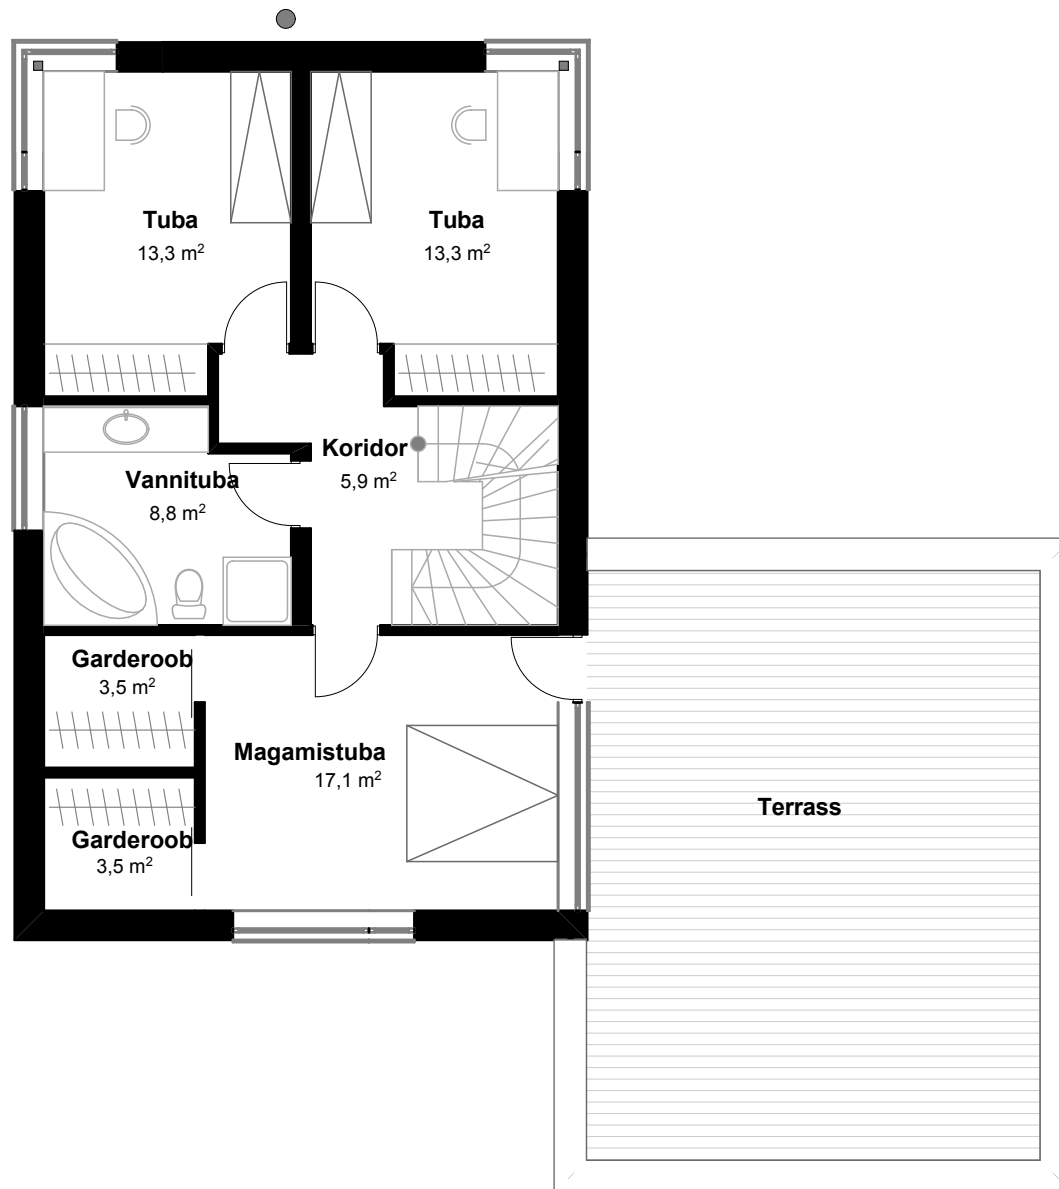 Tuba
13,3 m²
Tuba
13,3 m²
Koridor
5,9 m²
Vannituba
8,8 m²
Garderoob
3,5 m²
Magamistuba
17,1 m²
Terrass
Garderoob
3,5 m²